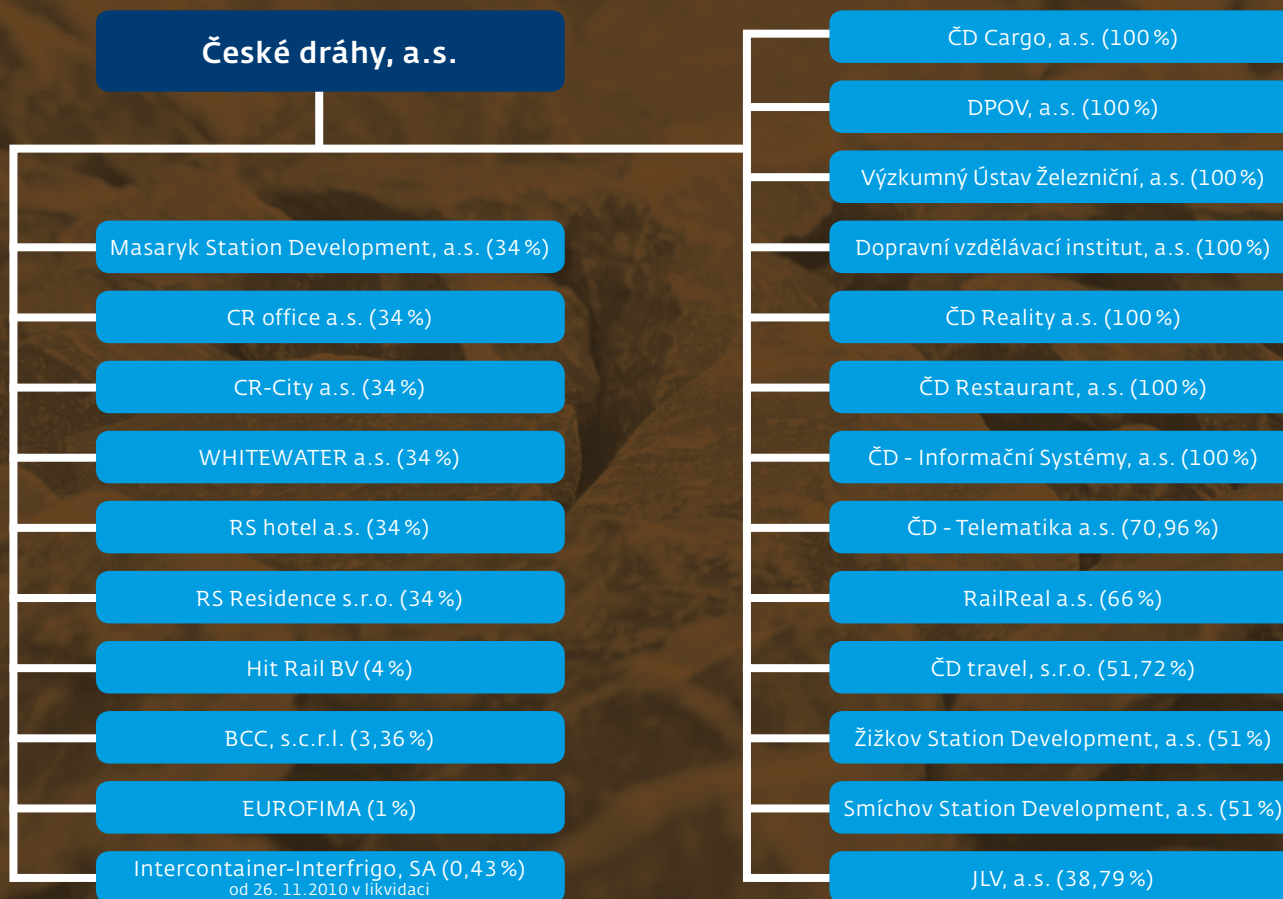 České dráhy, a.s.
Masaryk Station Development, a.s. (34 %)
CR office a.s. (34 %)
CR-City a.s. (34 %)
WHITEWATER a.s. (34 %)
RS hotel a.s. (34 %)
RS Residence s.r.o. (34 %)
Hit Rail BV (4 %)
BCC, s.c.r.l. (3,36 %)
EUROFIMA (1 %)
Intercontainer-Interfrigo, SA (0,43 %)
od 26. 11.2010 v likvidaci
ČD Cargo, a.s. (100 %)
DPOV, a.s. (100 %)
Výzkumný Ústav Železniční, a.s. (100 %)
Dopravní vzdělávací institut, a.s. (100 %)
ČD Reality a.s. (100 %)
ČD Restaurant, a.s. (100 %)
ČD - Informační Systémy, a.s. (100 %)
ČD - Telematika a.s. (70,96 %)
RailReal a.s. (66 %)
ČD travel, s.r.o. (51,72 %)
Žižkov Station Development, a.s. (51 %)
Smíchov Station Development, a.s. (51 %)
JLV, a.s. (38,79 %)